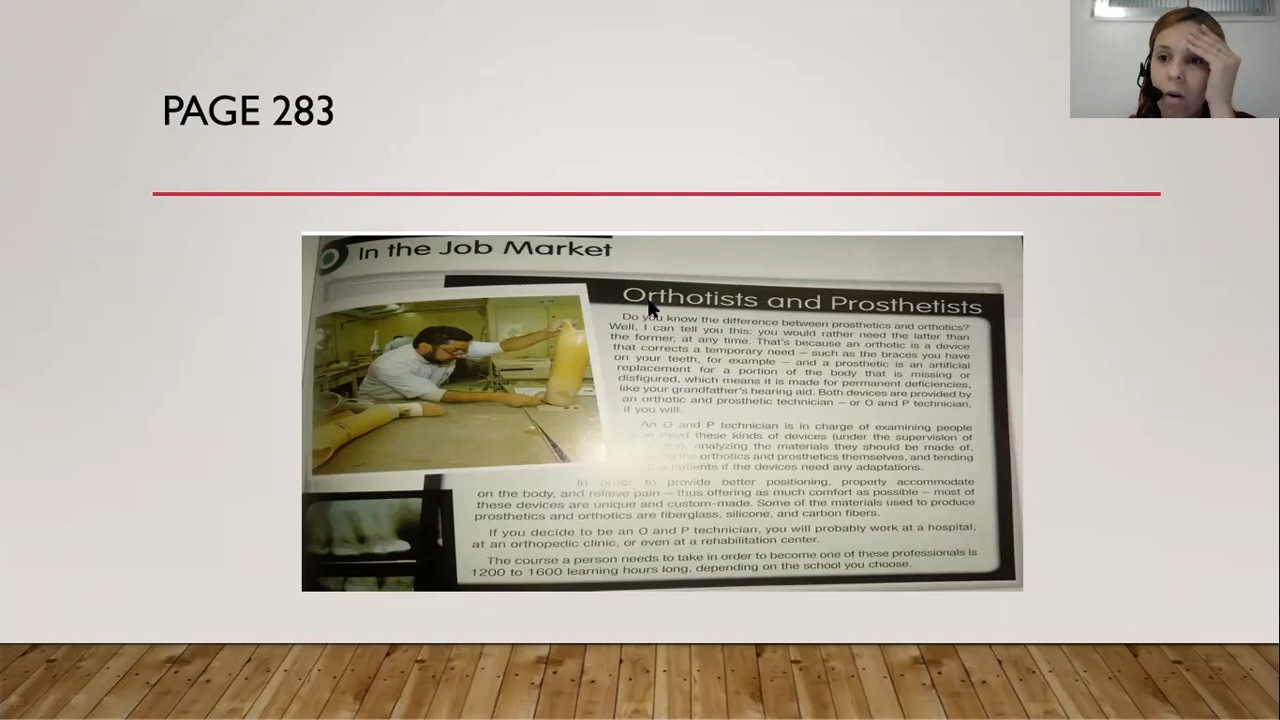 PAGE 283
In the Job Market
Orthotists and Prosthetists
Do you know the difference between prosthetics and orthotics?
Well, I can tell you this: you would rather need the latter than
the former, at any time. That's because an orthotic is a device
that corrects a temporary need – such as the braces you have
on your teeth, for example – and a prosthetic is an artificial
replacement for a portion of the body that is missing or
disfigured, which means it is made for permanent deficiencies,
like your grandfather's hearing aid. Both devices are provided by
an orthotic and prosthetic technician – or O and P technician,
if you will.
An O and P technician is in charge of examining people
need these kinds of devices (under the supervision of
analyzing the materials they should be made of,
the orthotics and prosthetics themselves, and tending
patients if the devices need any adaptations.
In order to provide better positioning, properly accommodate
on the body, and relieve pain – thus offering as much comfort as possible – most of
these devices are unique and custom-made. Some of the materials used to produce
prosthetics and orthotics are fiberglass, silicone, and carbon fibers.
If you decide to be an O and P technician, you will probably work at a hospital,
at an orthopedic clinic, or even at a rehabilitation center.
The course a person needs to take in order to become one of these professionals is
1200 to 1600 learning hours long, depending on the school you choose.